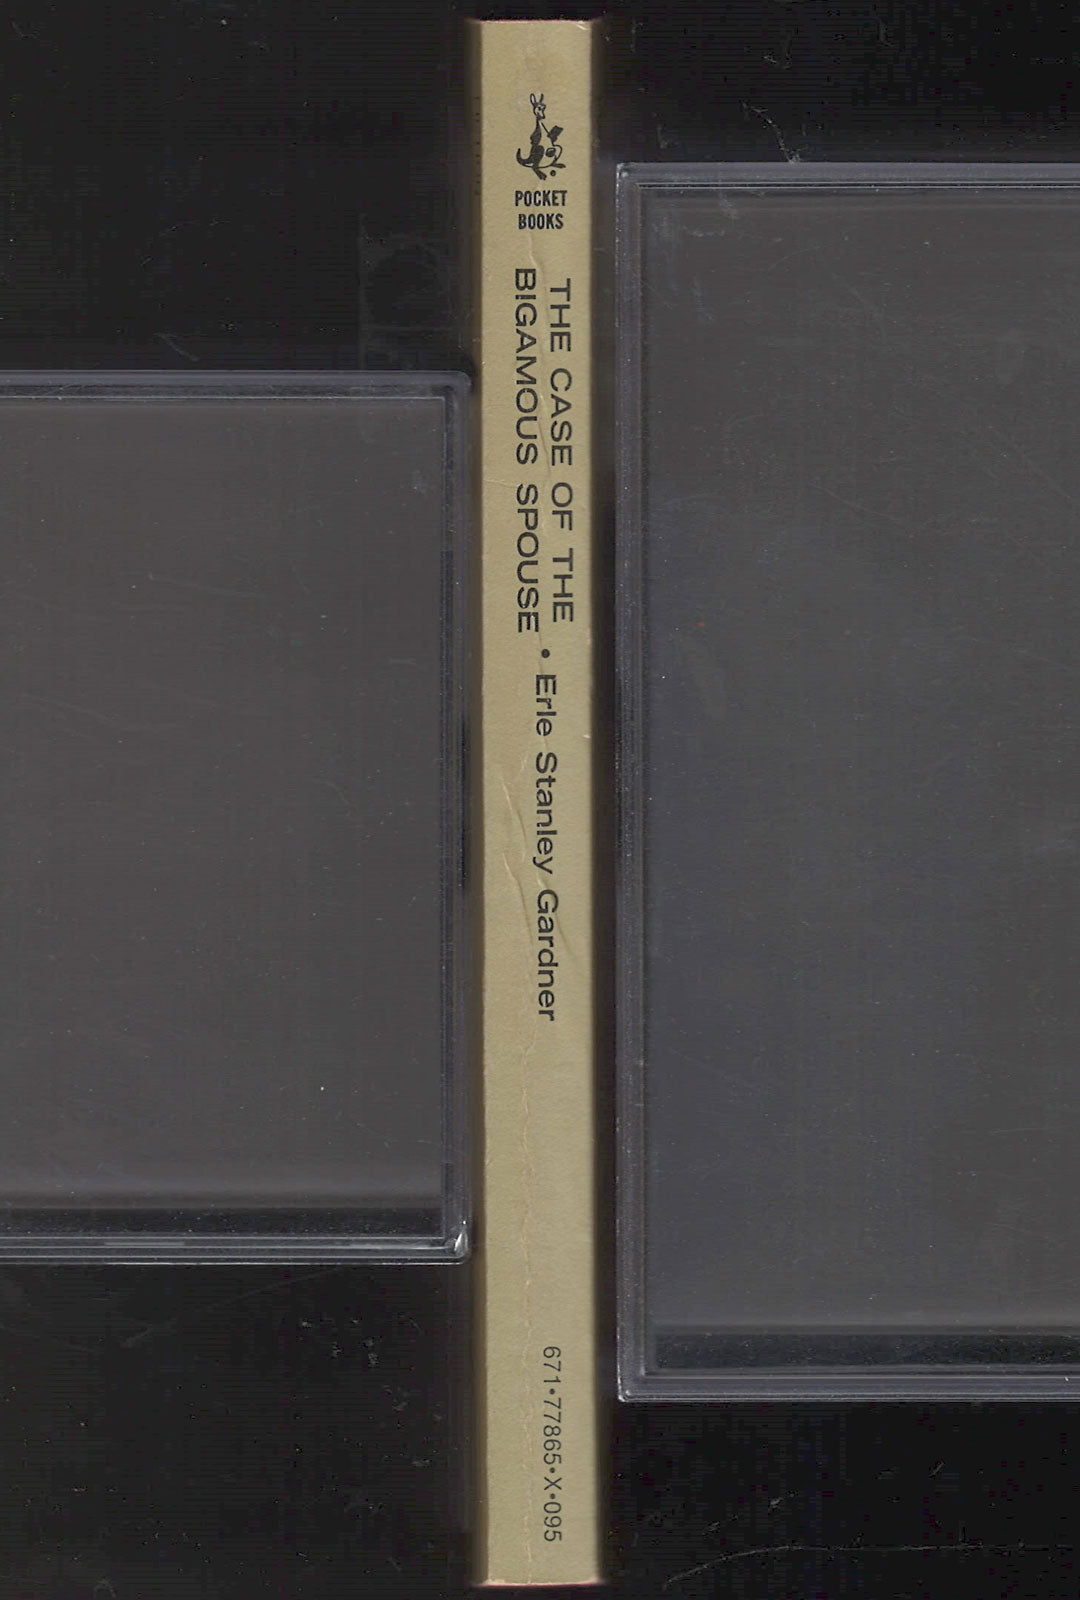 POCKET
BOOKS
THE CASE OF THE
BIGAMOUS SPOUSE • Erle Stanley Gardner
671•77865•X•095